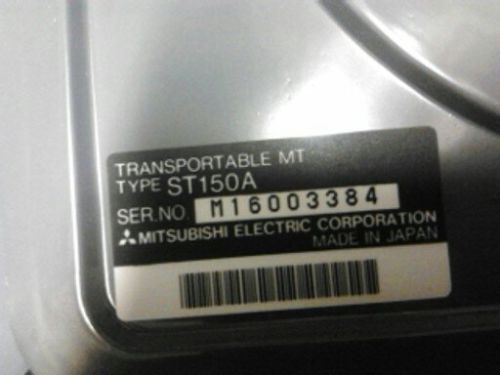 TRANSPORTABLE MT
TYPE ST150A
SER.NO. M16003384
MITSUBISHI ELECTRIC CORPORATION
MADE IN JAPAN